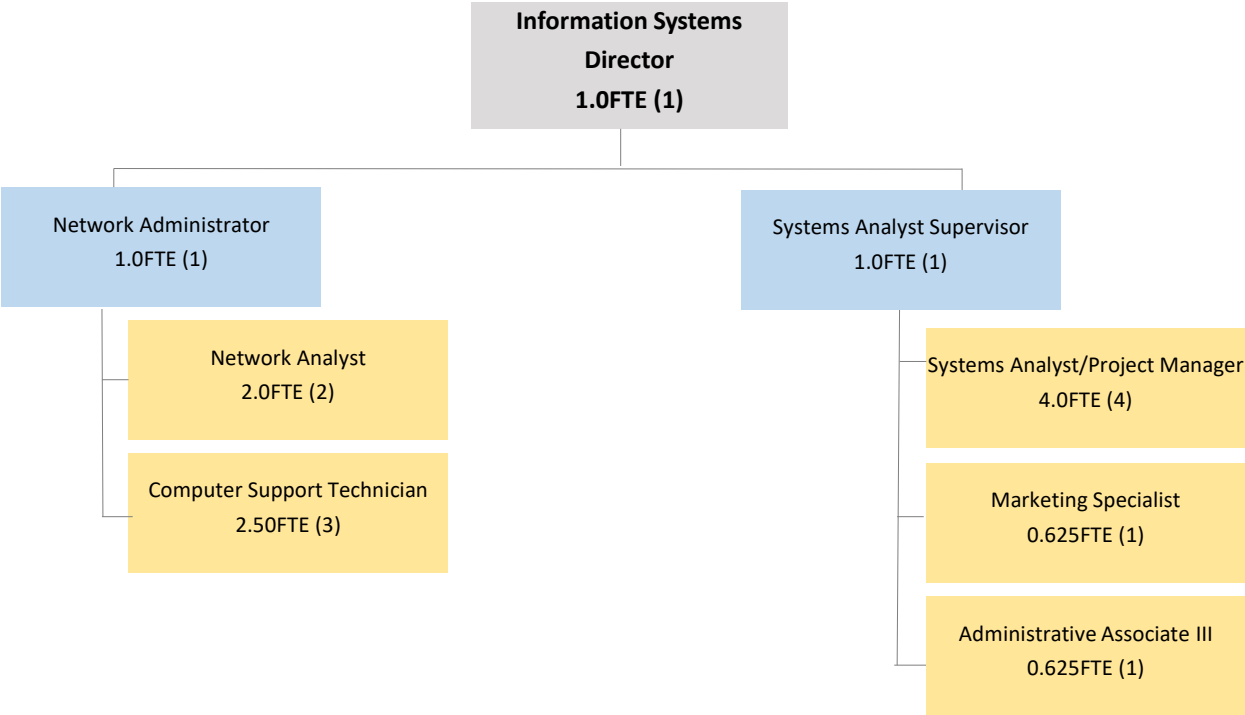 Information Systems
Director
1.0FTE (1)
Network Administrator
1.0FTE (1)
Systems Analyst Supervisor
1.0FTE (1)
Network Analyst
2.0FTE (2)
Computer Support Technician
2.50FTE (3)
Systems Analyst/Project Manager
4.0FTE (4)
Marketing Specialist
0.625FTE (1)
Administrative Associate III
0.625FTE (1)